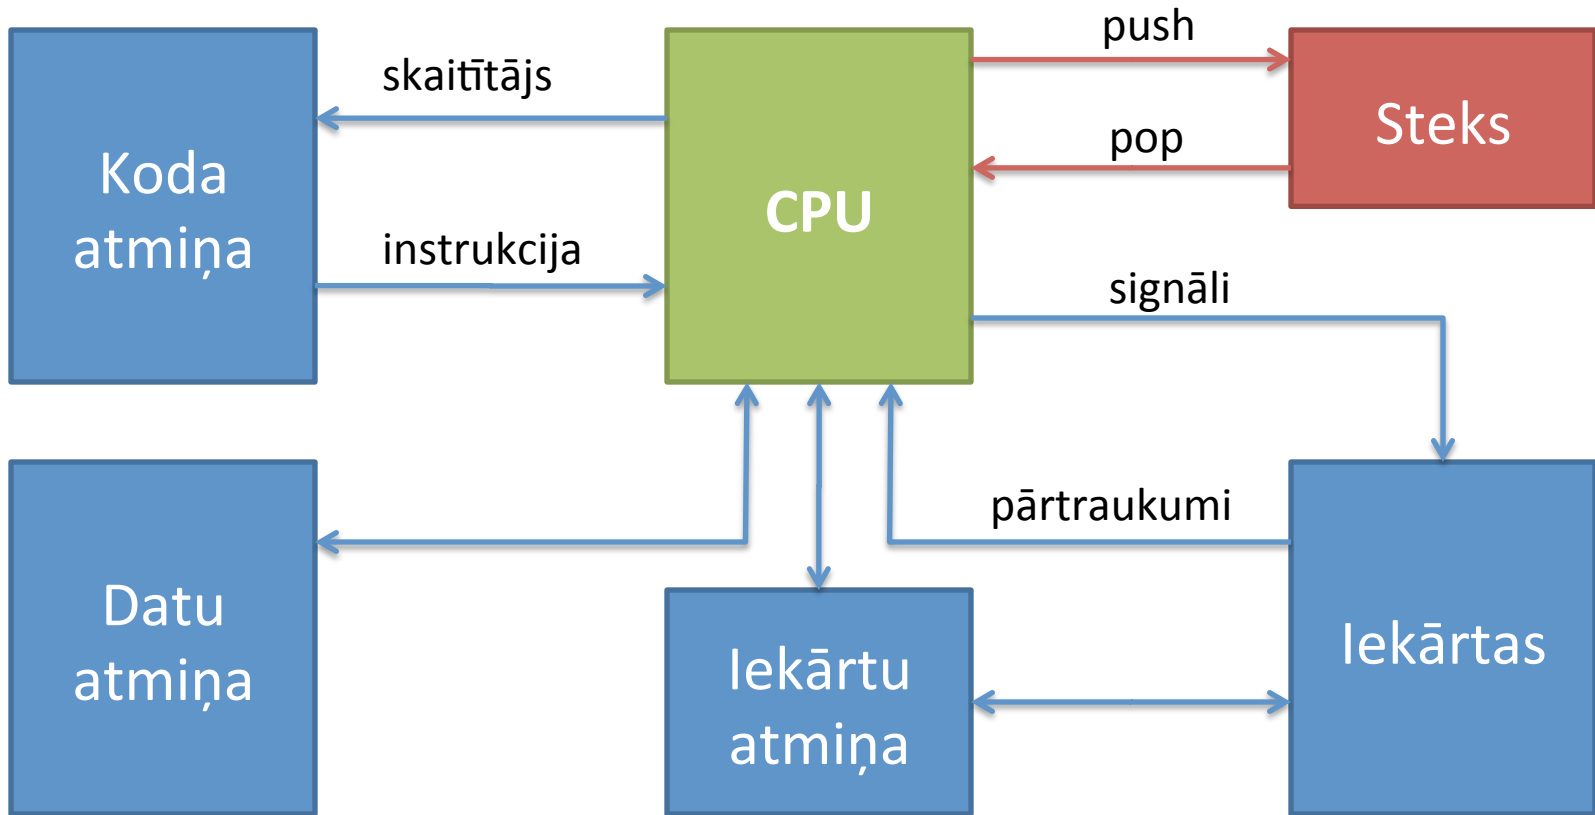 push
skaitītājs
Steks
pop
Koda
atmiņa
CPU
instrukcija
signāli
pārtraukumi
Datu
atmiņa
Iekārtu
atmiņa
Iekārtas